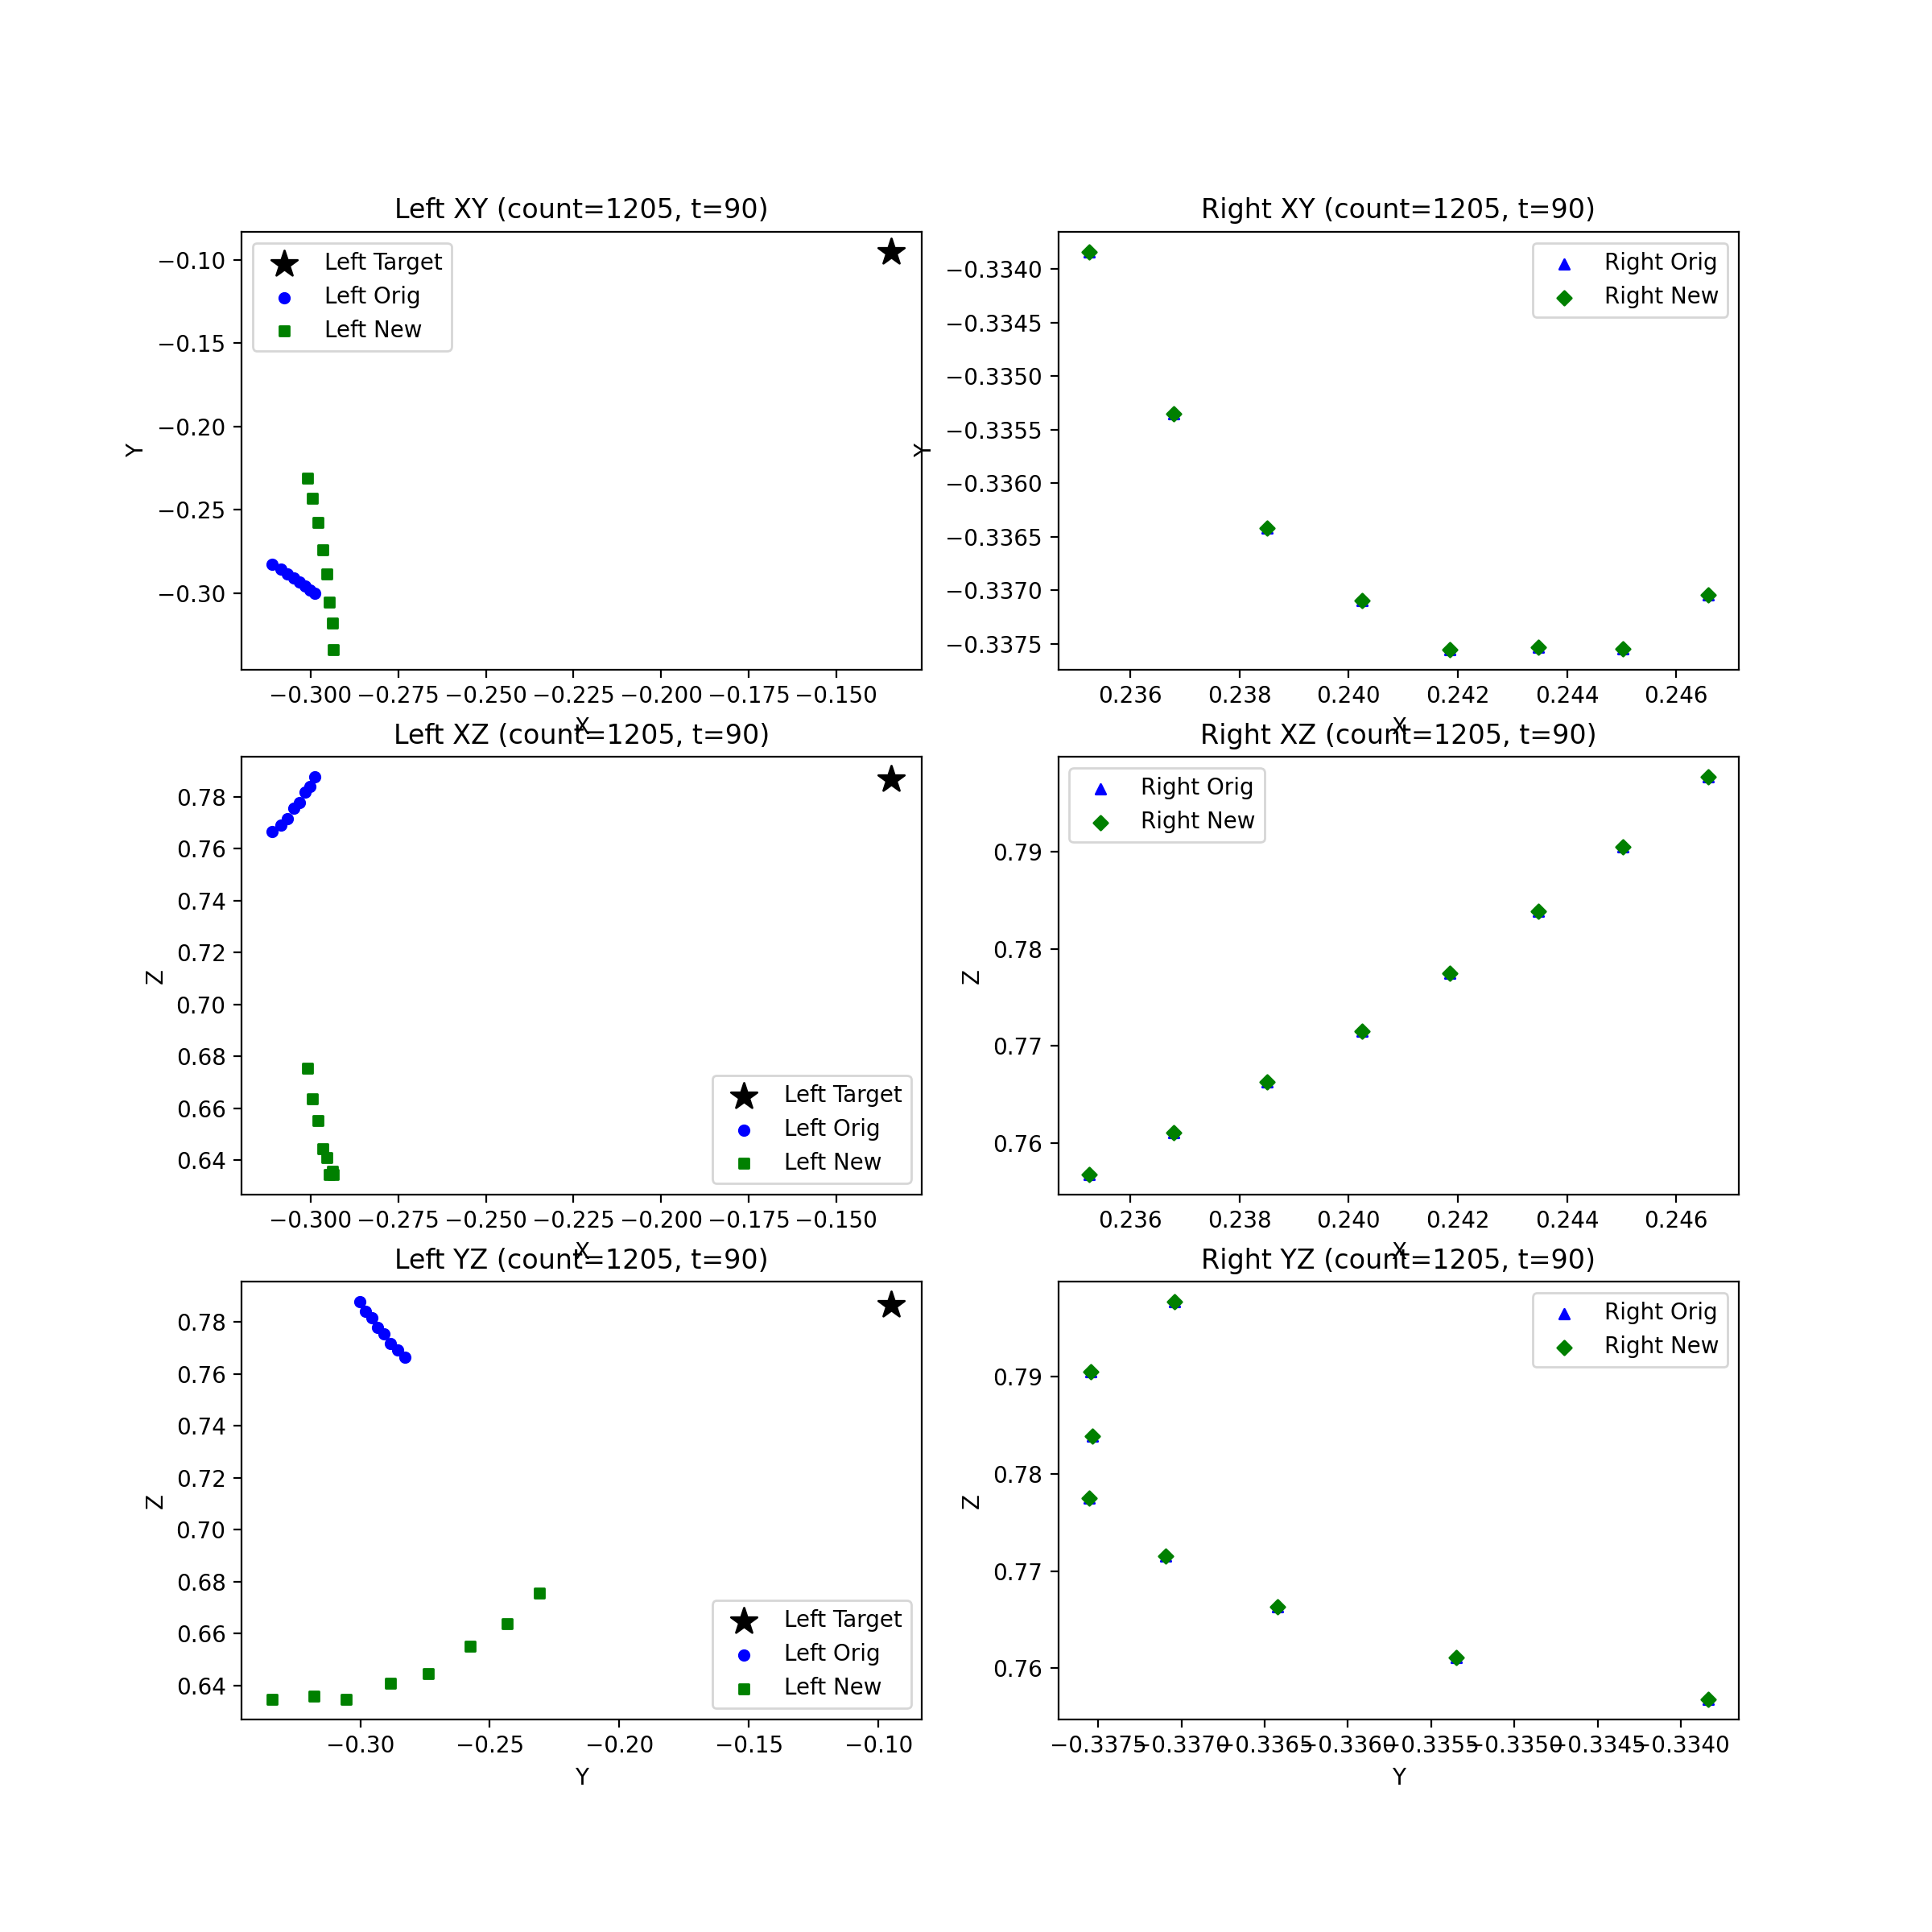 Left XY (count=1205, t=90)
Left Target
Left Orig
Left New
−0.10
−0.15
−0.20
−0.25
−0.30
Y
−0.300 −0.275 −0.250 −0.225 −0.200 −0.175 −0.150
X
Right XY (count=1205, t=90)
Right Orig
Right New
−0.3340
−0.3345
−0.3350
−0.3355
−0.3360
−0.3365
−0.3370
−0.3375
Y
0.236 0.238 0.240 0.242 0.244 0.246
X
Left XZ (count=1205, t=90)
0.78
0.76
0.74
0.72
0.70
0.68
0.66
0.64
Z
Left Target
Left Orig
Left New
−0.300 −0.275 −0.250 −0.225 −0.200 −0.175 −0.150
X
Right XZ (count=1205, t=90)
Right Orig
Right New
0.79
0.78
0.77
0.76
Z
0.236 0.238 0.240 0.242 0.244 0.246
X
Left YZ (count=1205, t=90)
0.78
0.76
0.74
0.72
0.70
0.68
0.66
0.64
Z
Left Target
Left Orig
Left New
−0.30 −0.25 −0.20 −0.15 −0.10
Y
Right YZ (count=1205, t=90)
Right Orig
Right New
0.79
0.78
0.77
0.76
Z
−0.3375 −0.3370 −0.3365 −0.3360 −0.3355 −0.3350 −0.3345 −0.3340
Y